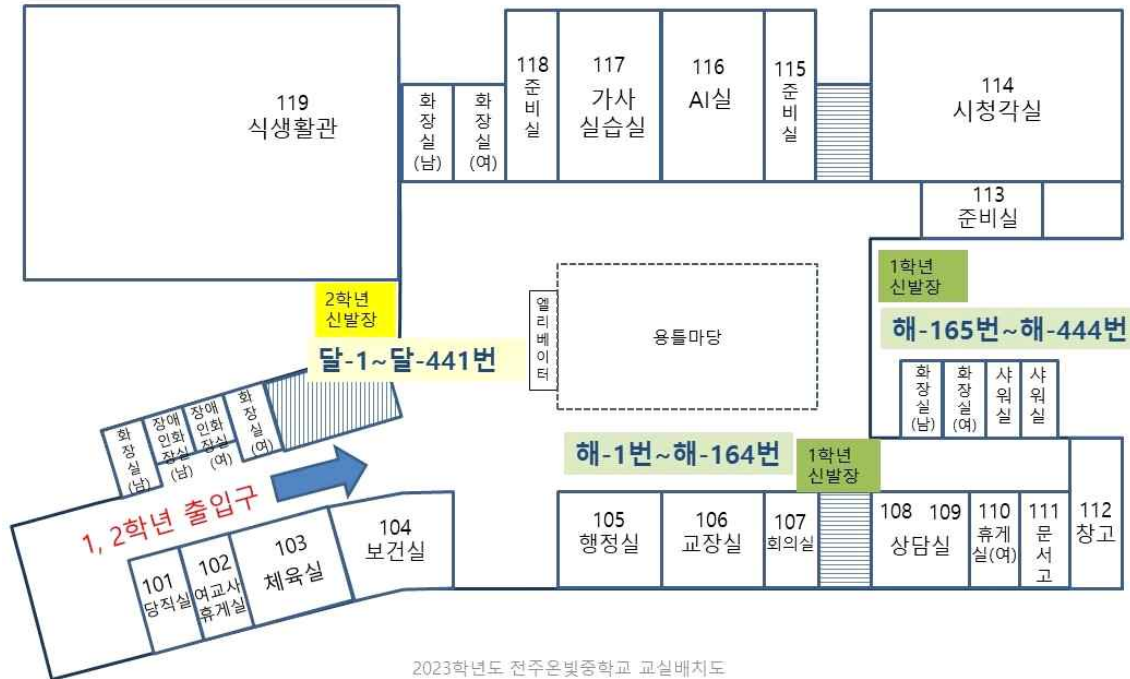 119
식생활관
화장실(남)
화장실(여)
118
준비실
117
가사
실습실
116
AI실
115
준비실
114
시청각실
113
준비실
2학년
신발장
달-1~달-441번
엘리베이터
용틀마당
1학년
신발장
해-165번~해-444번
화장실(남)
화장실(여)
샤워실
샤워실
화장실(남)
장애인화장실(남)
장애인화장실(여)
화장실(여)
1, 2학년 출입구
해-1번~해-164번
1학년
신발장
101
당직실
102
여교사
휴게실
103
체육실
104
보건실
105
행정실
106
교장실
107
회의실
108 109
상담실
110
휴게
실(여)
111
문서고
112
창고
2023학년도 전주온빛중학교 교실배치도